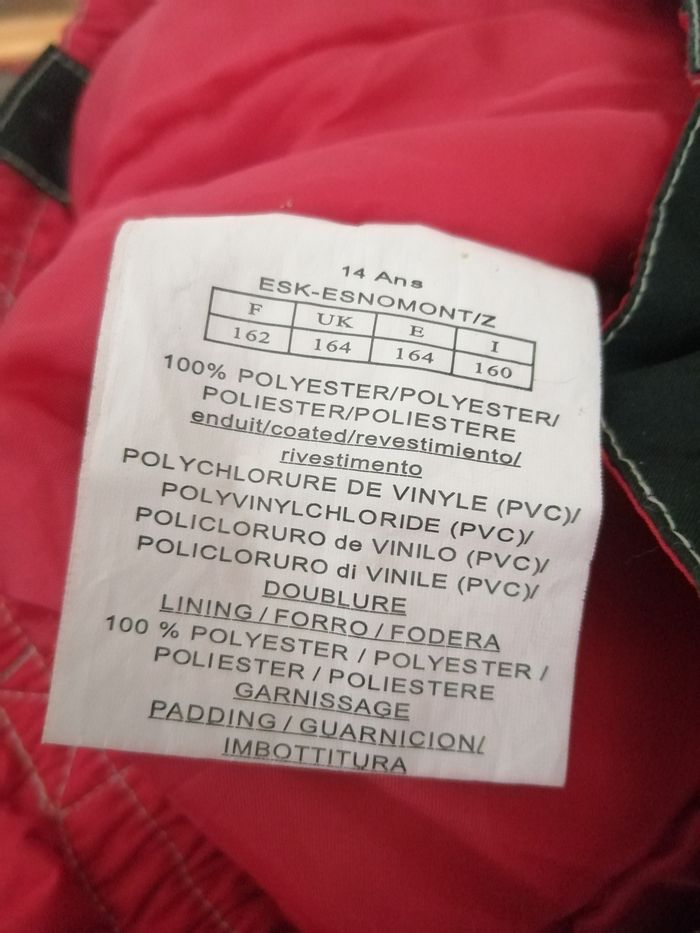 14 Ans
ESK-ESNOMONT/Z
F UK E I
162 164 164 160
100% POLYESTER/POLYESTER/
POLIESTER/POLIESTERE
enduit/coated/revestimiento/
rivestimento
POLYCHLORURE DE VINYLE (PVC)/
POLYVINYLCHLORIDE (PVC)/
POLICLORURO de VINILO (PVC)/
POLICLORURO di VINILE (PVC)/
DOUBLURE
LINING / FORRO / FODERA
100 % POLYESTER / POLYESTER /
POLIESTER / POLIESTERE
GARNISSAGE
PADDING / GUARNICION/
IMBOTTITURA